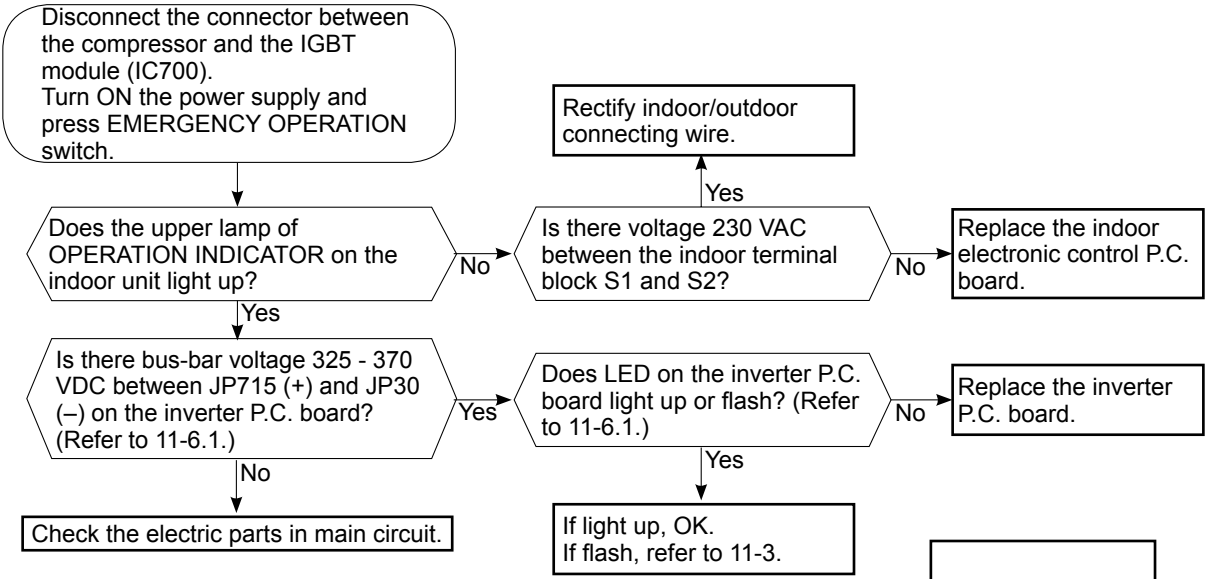 Disconnect the connector between
the compressor and the IGBT
module (IC700).
Turn ON the power supply and
press EMERGENCY OPERATION
switch.
Rectify indoor/outdoor
connecting wire.
Yes
Does the upper lamp of
OPERATION INDICATOR on the
indoor unit light up?
No
Is there voltage 230 VAC
between the indoor terminal
block S1 and S2?
No
Replace the indoor
electronic control P.C.
board.
Yes
Is there bus-bar voltage 325 - 370
VDC between JP715 (+) and JP30
(–) on the inverter P.C. board?
(Refer to 11-6.1.)
Yes
Does LED on the inverter P.C.
board light up or flash? (Refer
to 11-6.1.)
No
Replace the inverter
P.C. board.
No
Yes
Check the electric parts in main circuit.
If light up, OK.
If flash, refer to 11-3.